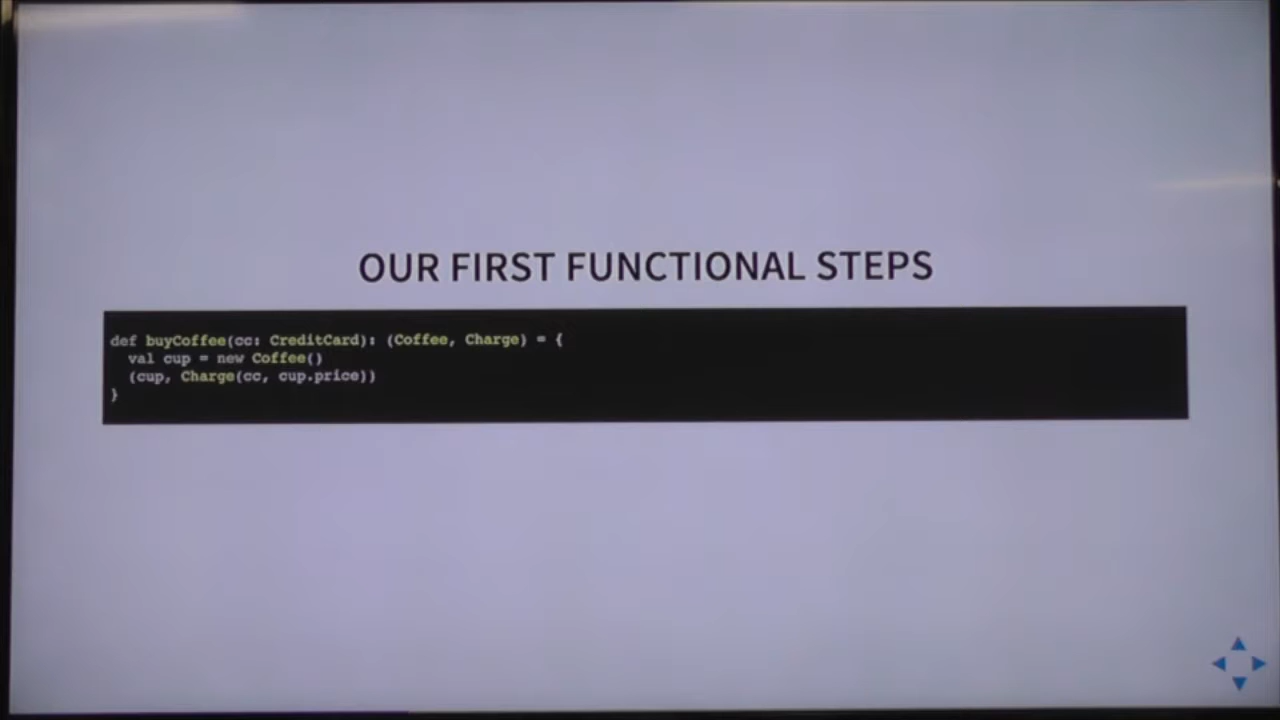 OUR FIRST FUNCTIONAL STEPS
def buyCoffee(cc: CreditCard): (Coffee, Charge) = {
  val cup = new Coffee()
  (cup, Charge(cc, cup.price))
}